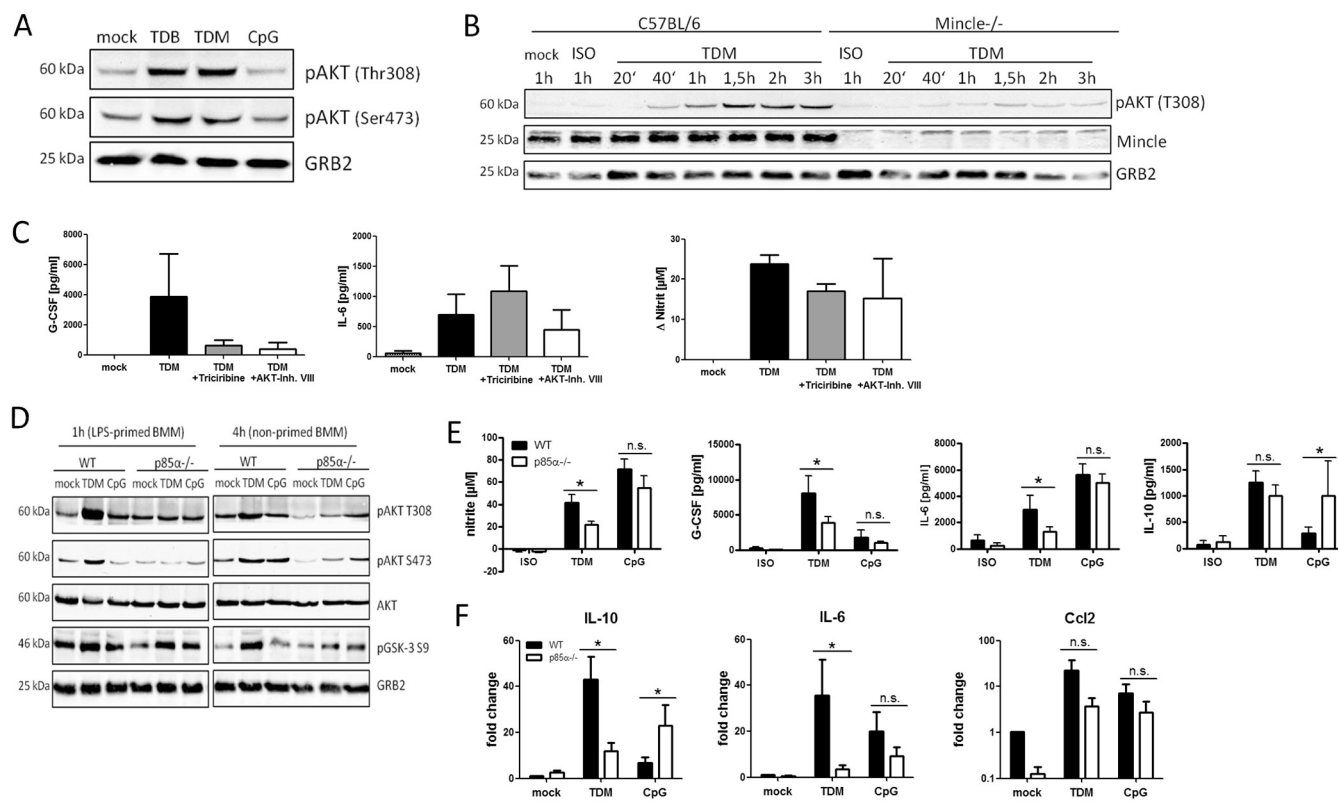 A
mock TDB TDM CpG
60 kDa pAKT (Thr308)
60 kDa pAKT (Ser473)
25 kDa GRB2
B
C57BL/6 Mincle-/-
mock ISO TDM ISO TDM
1h 1h 20‘ 40‘ 1h 1,5h 2h 3h 1h 20‘ 40‘ 1h 1,5h 2h 3h
60 kDa pAKT (T308)
25 kDa Mincle
25 kDa GRB2
C
G-CSF [pg/ml]
8000
6000
4000
2000
0
mock TDM TDM TDM
+Triciribine +AKT-Inh. VIII
IL-6 [pg/ml]
2000
1500
1000
500
0
mock TDM TDM TDM
+Triciribine +AKT-Inh. VIII
Δ Nitrit [µM]
30
20
10
0
mock TDM TDM TDM
+Triciribine +AKT-Inh. VIII
D
1h (LPS-primed BMM) 4h (non-primed BMM)
WT p85α-/- WT p85α-/-
mock TDM CpG mock TDM CpG mock TDM CpG mock TDM CpG
60 kDa pAKT T308
60 kDa pAKT S473
60 kDa AKT
46 kDa pGSK-3 S9
25 kDa GRB2
E
WT
p85α-/-
nitrite [µM]
100
80
60
40
20
0
-20
* n.s.
ISO TDM CpG
G-CSF [pg/ml]
15000
10000
5000
0
* n.s.
ISO TDM CpG
IL-6 [pg/ml]
8000
6000
4000
2000
0
* n.s.
ISO TDM CpG
IL-10 [pg/ml]
2000
1500
1000
500
0
n.s. *
ISO TDM CpG
F
IL-10
WT
p85α-/-
fold change
60
40
20
0
* *
mock TDM CpG
IL-6
fold change
60
40
20
0
* n.s.
mock TDM CpG
Ccl2
fold change
100
10
1
0.1
n.s. n.s.
mock TDM CpG